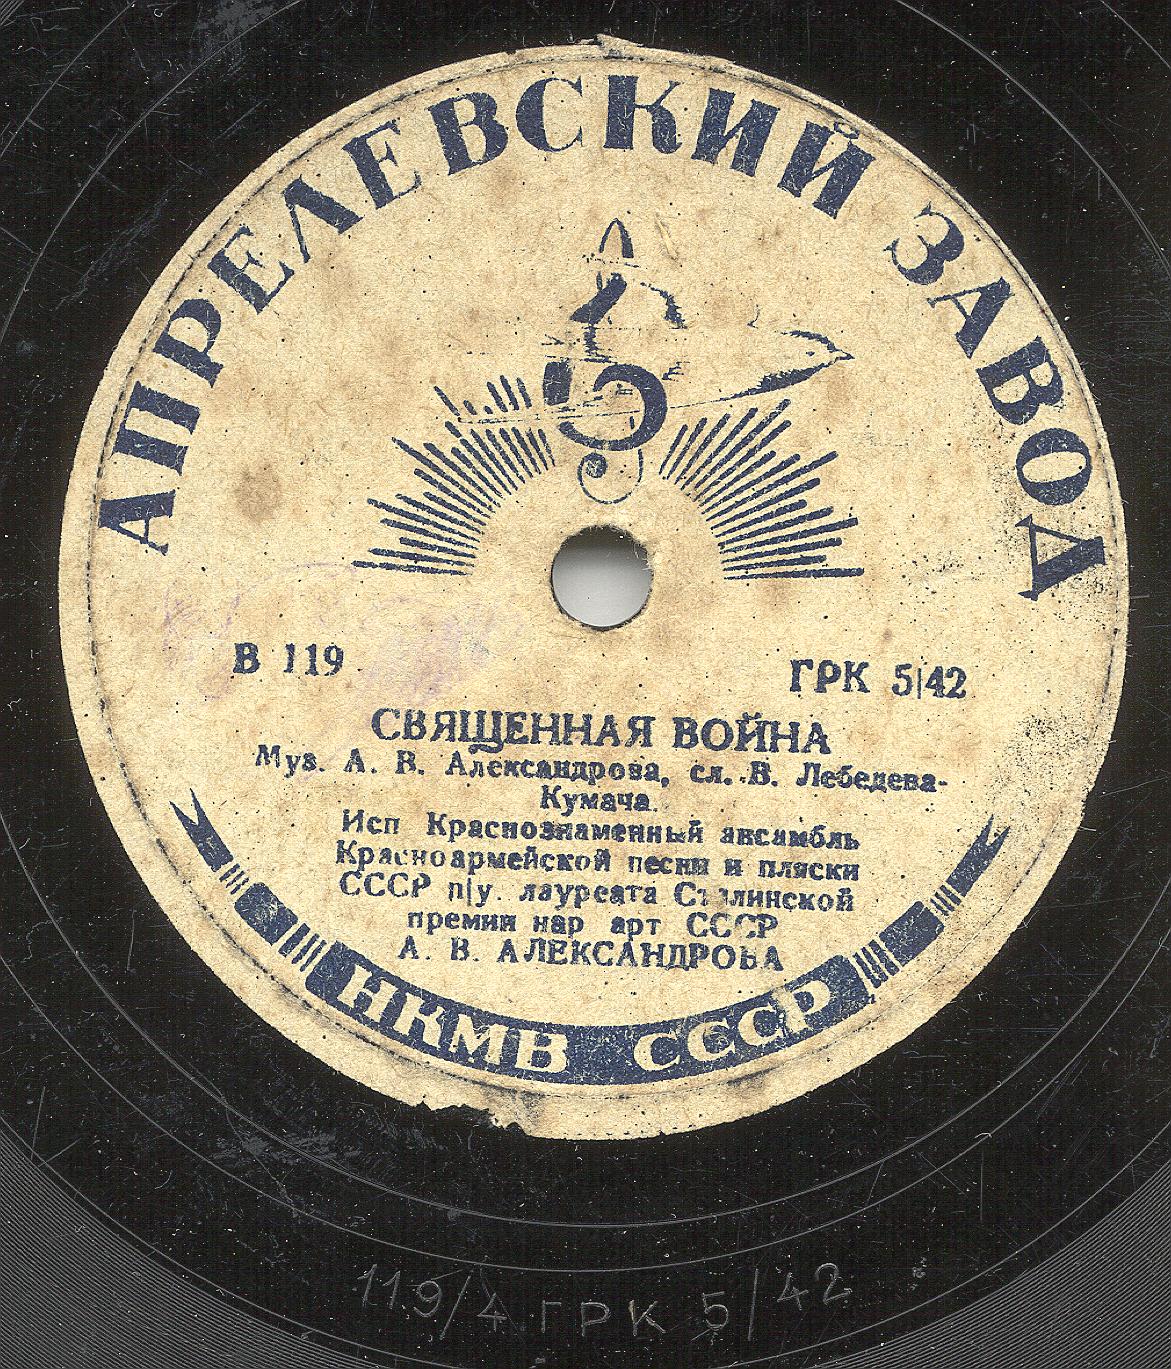 АПРЕЛЕВСКИЙ ЗАВОД
В 119
ГРК 5|42
СВЯЩЕННАЯ ВОЙНА
Муз. А. В. Александрова, сл. В. Лебедева-
Кумача.
Исп Краснознаменный ансамбль
Красноармейской песни и пляски
СССР п|у. лауреата Сталинской
премии нар арт СССР
А. В. АЛЕКСАНДРОВА
НКМВ СССР
119/4 ГРК 5/42